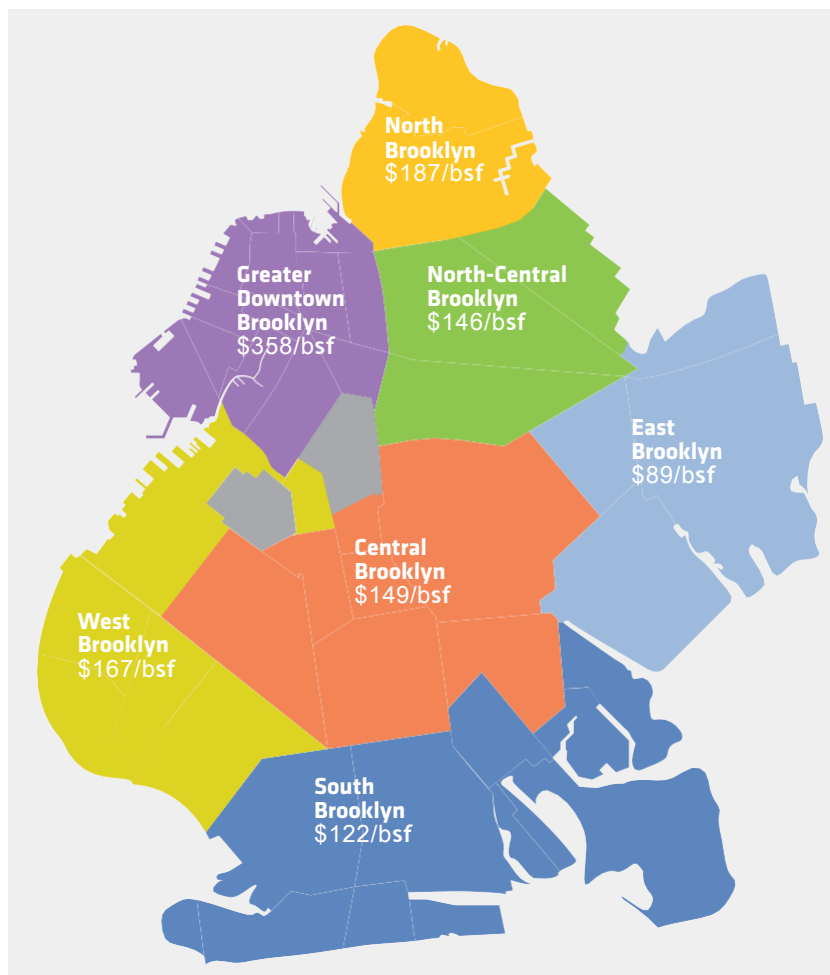 North
Brooklyn
$187/bsf
Greater
Downtown
Brooklyn
$358/bsf
North-Central
Brooklyn
$146/bsf
East
Brooklyn
$89/bsf
Central
Brooklyn
$149/bsf
West
Brooklyn
$167/bsf
South
Brooklyn
$122/bsf